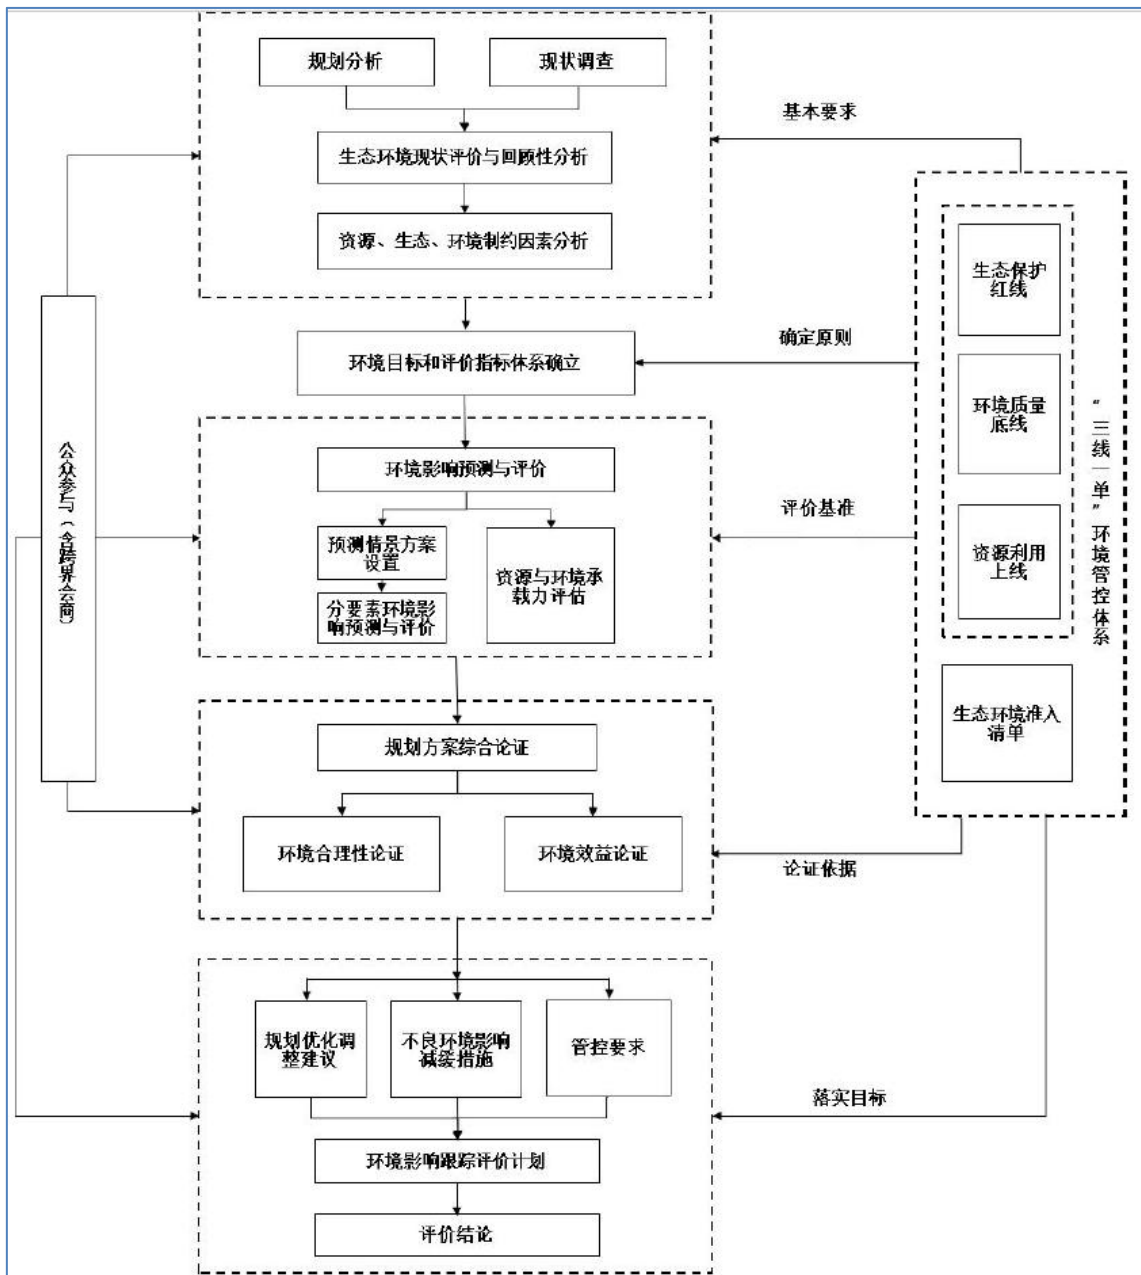 规划分析
现状调查
基本要求
生态环境现状评价与回顾性分析
资源、生态、环境制约因素分析
生态保护
红线
确定原则
环境目标和评价指标体系确立
环境质量
底线
“三线一单”环境管控体系
公众参与（含跨界会商）
环境影响预测与评价
评价基准
预测情景方案
设置
资源与环境承
载力评估
资源利用
上线
分要素环境影
响预测与评价
生态环境准入
清单
规划方案综合论证
环境合理性论证
环境效益论证
论证依据
规划优化调
整建议
不良环境影响
减缓措施
管控要求
落实目标
环境影响跟踪评价计划
评价结论